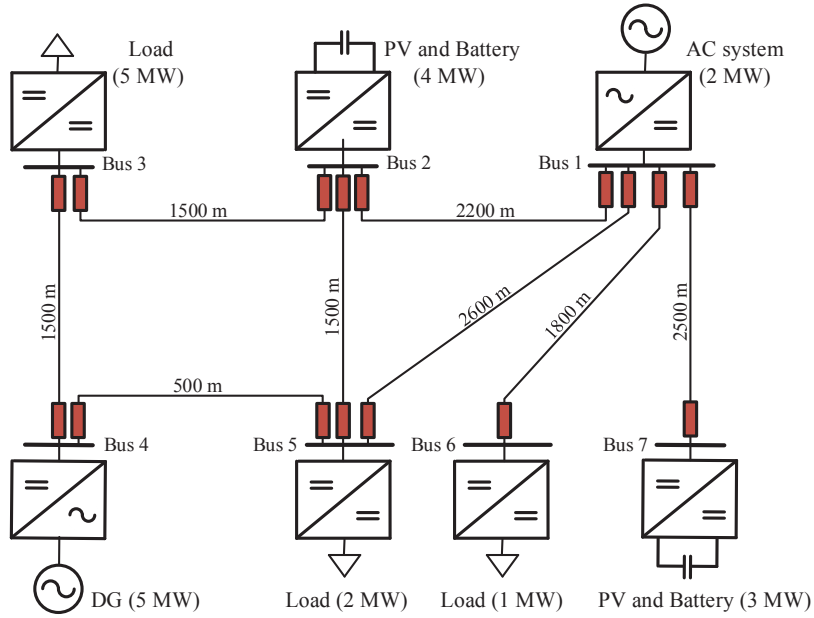 Load
(5 MW)
PV and Battery
(4 MW)
AC system
(2 MW)
Bus 3
Bus 2
Bus 1
1500 m
2200 m
1500 m
1500 m
2600 m
1800 m
2500 m
500 m
Bus 4
Bus 5
Bus 6
Bus 7
DG (5 MW)
Load (2 MW)
Load (1 MW)
PV and Battery (3 MW)